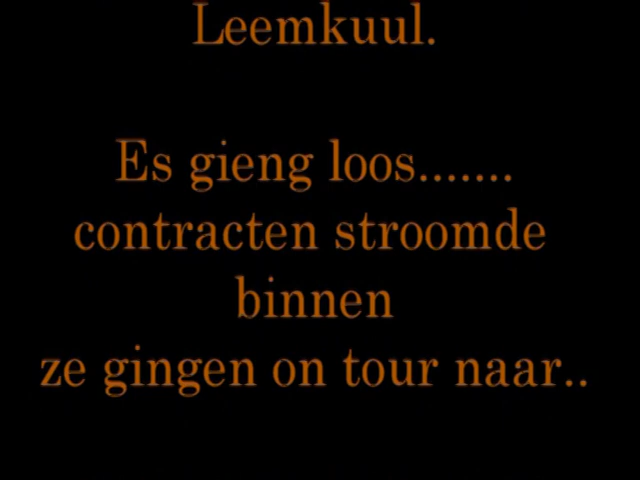 Leemkuul.
Es gieng loos.......
contracten stroomde
binnen
ze gingen on tour naar..